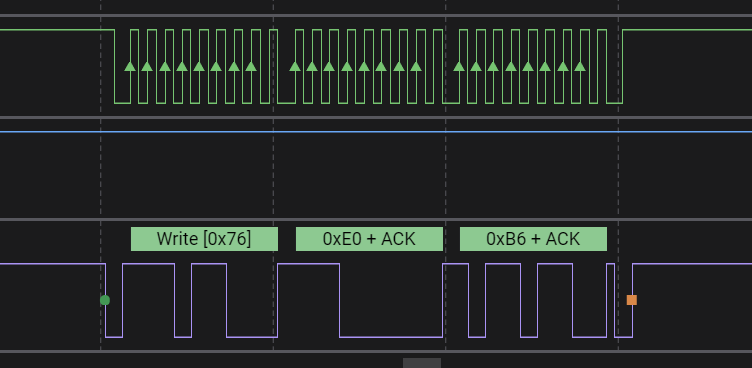 Write [0x76]
0xE0 + ACK
0xB6 + ACK